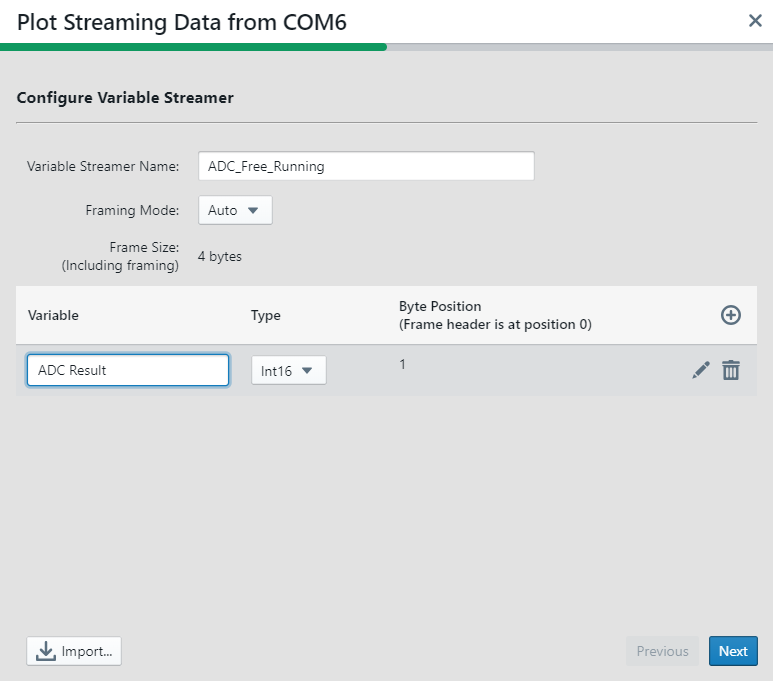 Plot Streaming Data from COM6
Configure Variable Streamer
Variable Streamer Name: ADC_Free_Running
Framing Mode: Auto
Frame Size:
(Including framing) 4 bytes
Variable Type Byte Position
(Frame header is at position 0)
ADC Result Int16 1
Import... Previous Next